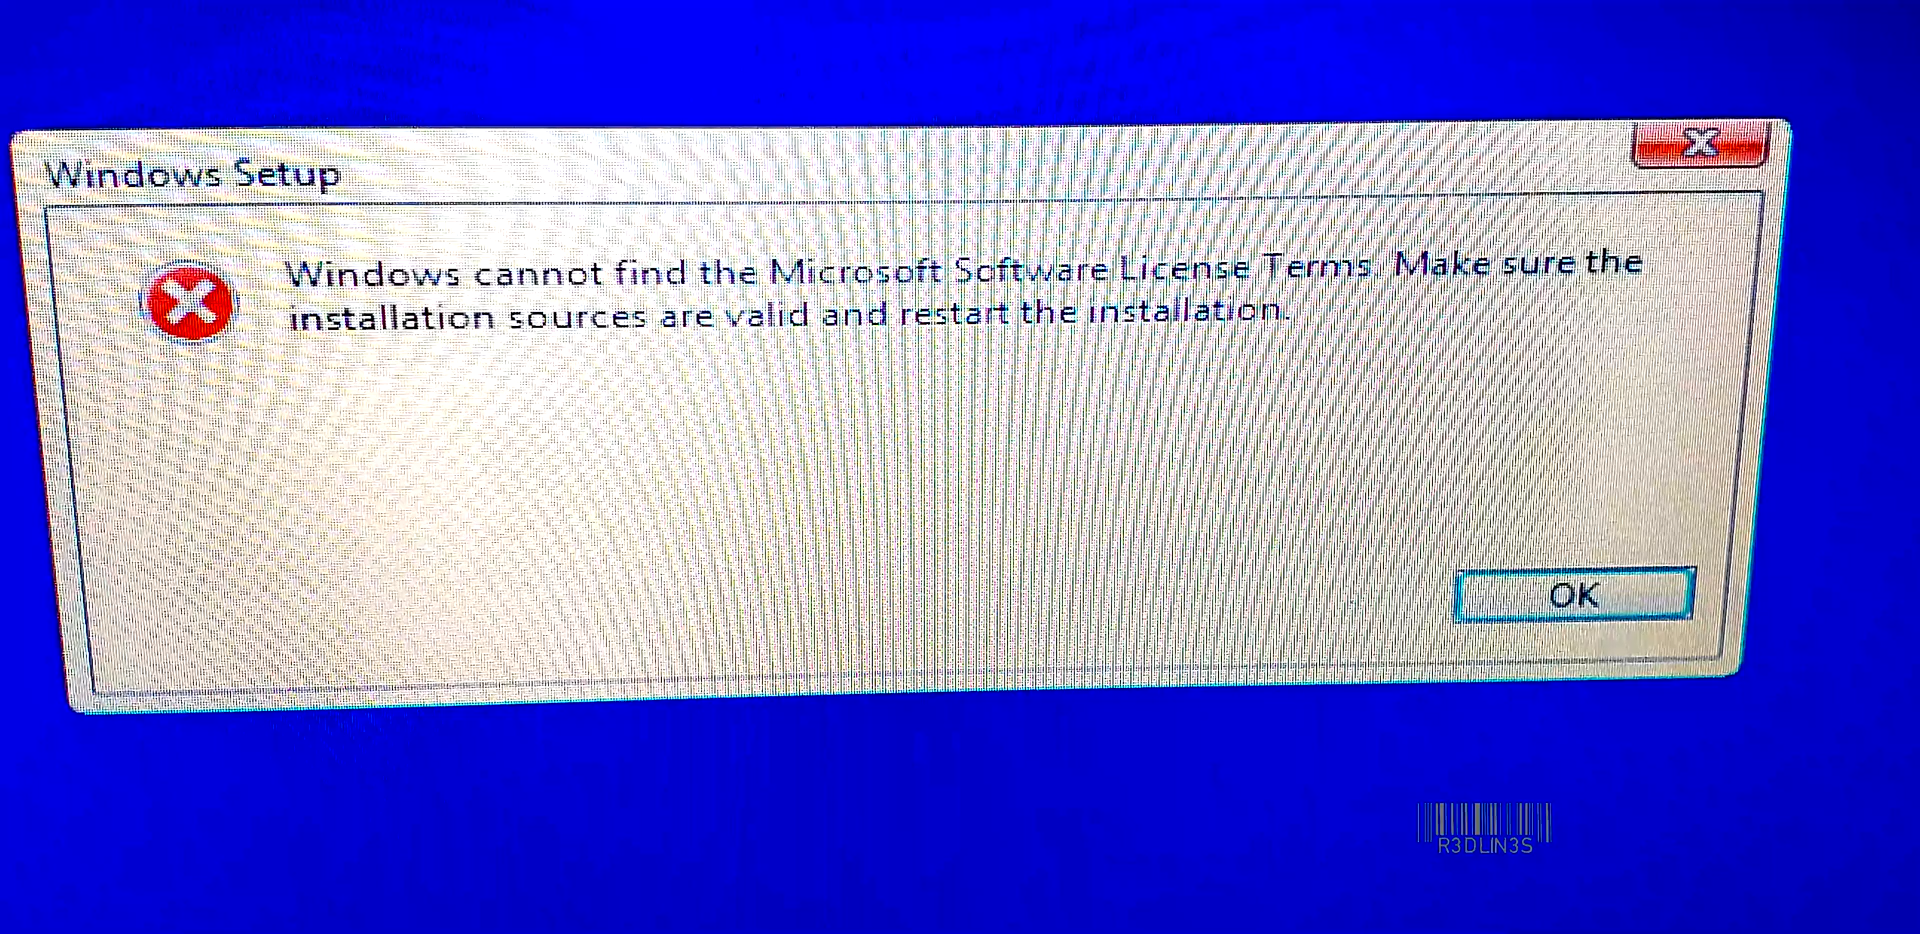 Windows Setup
Windows cannot find the Microsoft Software License Terms. Make sure the
installation sources are valid and restart the installation.
OK
R3DLIN3S